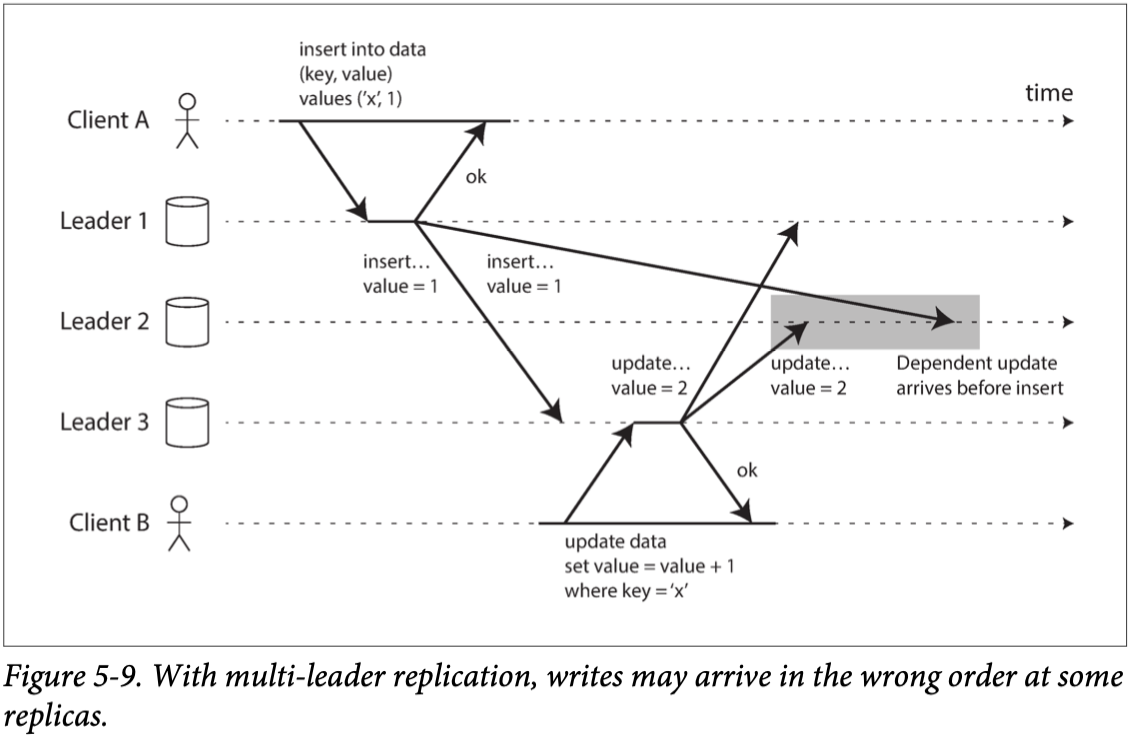 insert into data
(key, value)
values (‘x’, 1)
time
Client A
ok
Leader 1
insert…
value = 1
insert…
value = 1
Leader 2
update…
value = 2
update…
value = 2
Dependent update
arrives before insert
Leader 3
ok
Client B
update data
set value = value + 1
where key = ‘x’
Figure 5-9. With multi-leader replication, writes may arrive in the wrong order at some
replicas.